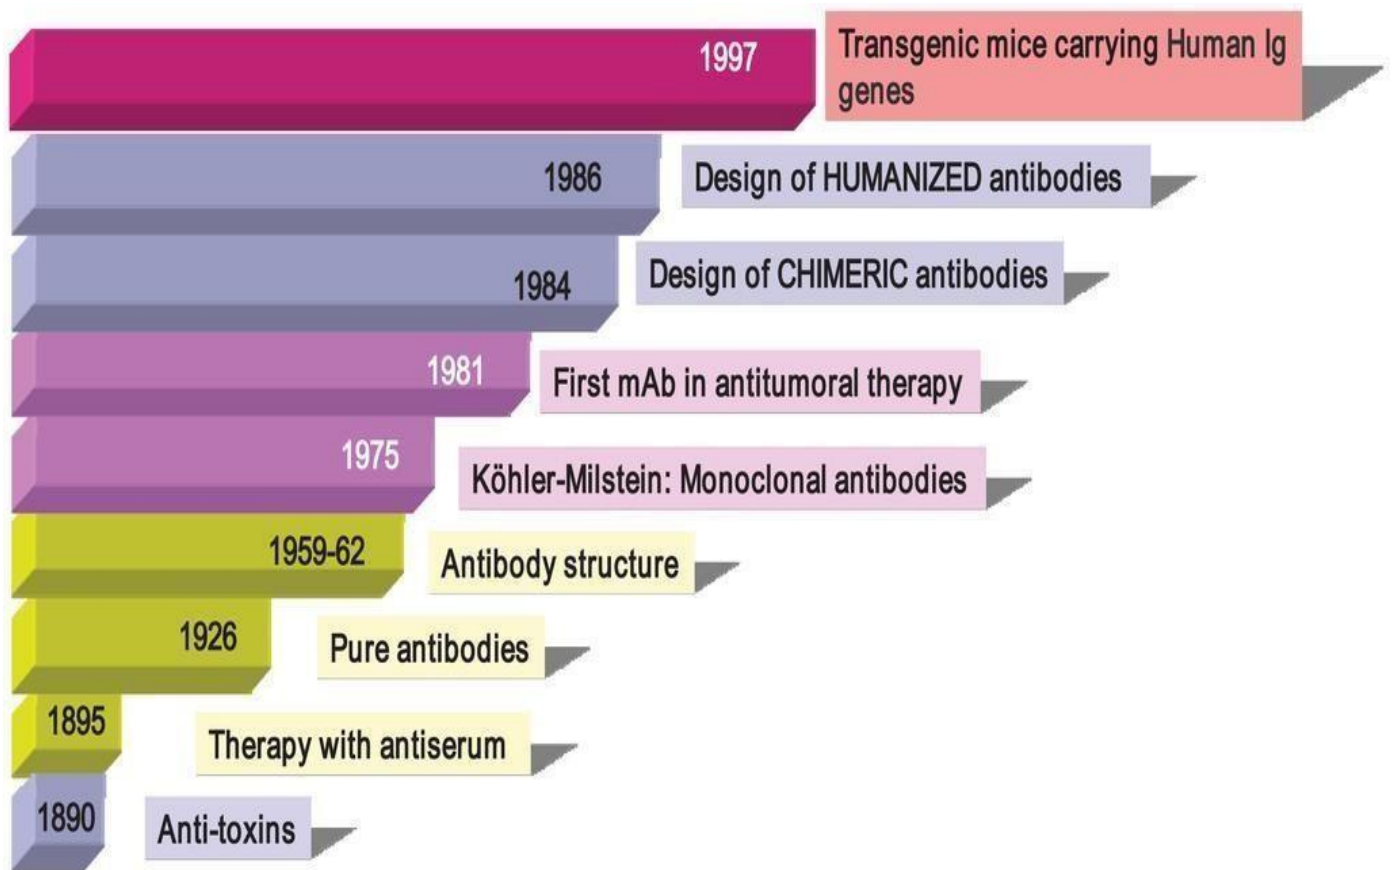 1997
Transgenic mice carrying Human Ig
genes
1986
Design of HUMANIZED antibodies
1984
Design of CHIMERIC antibodies
1981
First mAb in antitumoral therapy
1975
Köhler-Milstein: Monoclonal antibodies
1959-62
Antibody structure
1926
Pure antibodies
1895
Therapy with antiserum
1890
Anti-toxins